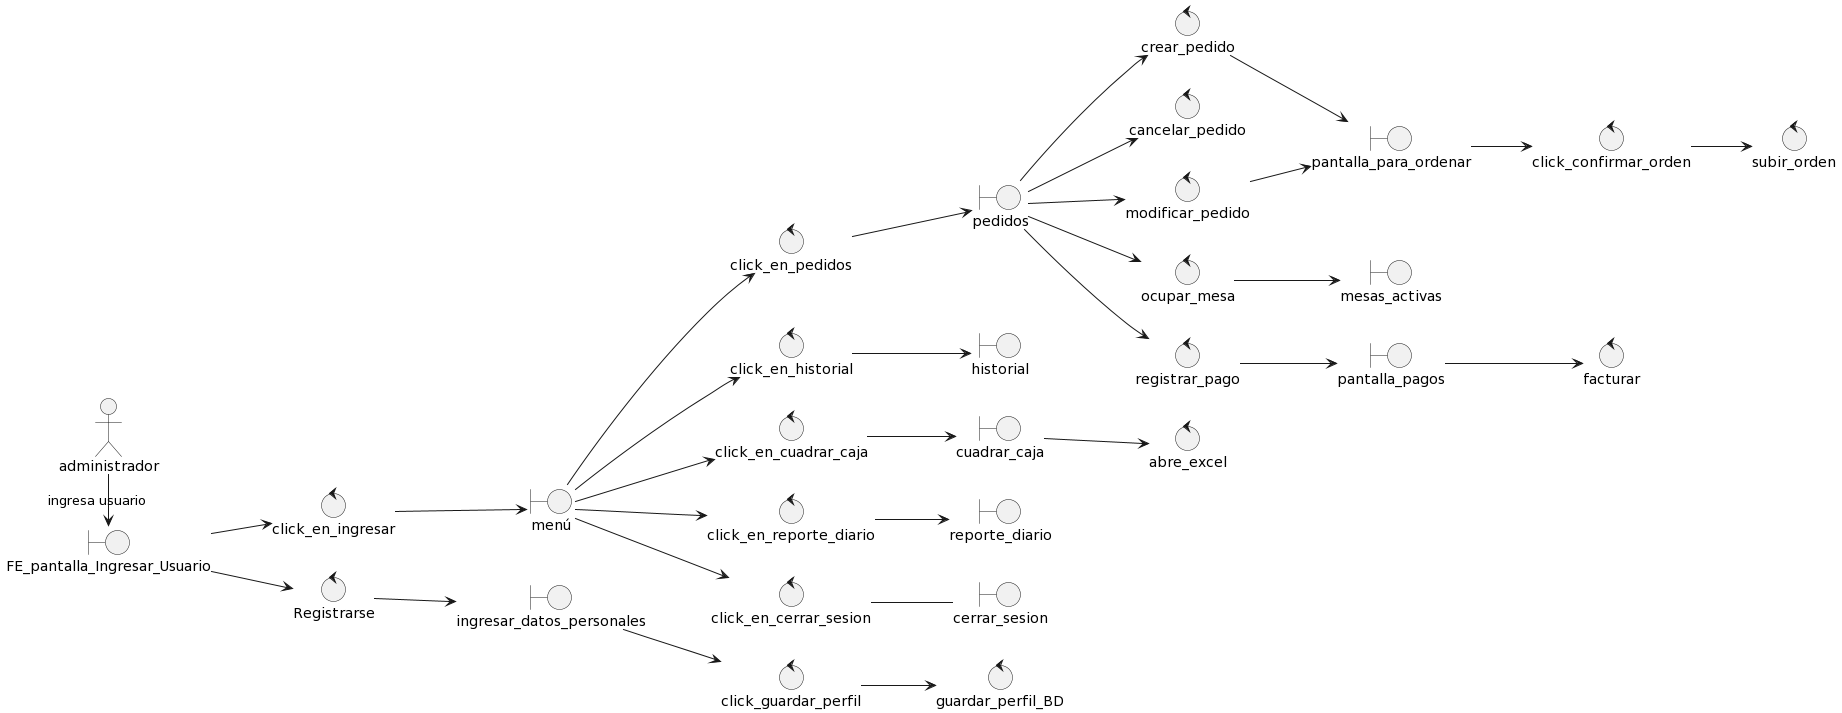 crear_pedido
cancelar_pedido
pantalla_para_ordenar
click_confirmar_orden
subir_orden
modificar_pedido
pedidos
click_en_pedidos
ocupar_mesa
mesas_activas
click_en_historial
historial
registrar_pago
pantalla_pagos
facturar
administrador
click_en_cuadrar_caja
cuadrar_caja
abre_excel
ingresa usuario
click_en_ingresar
menú
click_en_reporte_diario
reporte_diario
FE_pantalla_Ingresar_Usuario
Registrarse
ingresar_datos_personales
click_en_cerrar_sesion
cerrar_sesion
click_guardar_perfil
guardar_perfil_BD